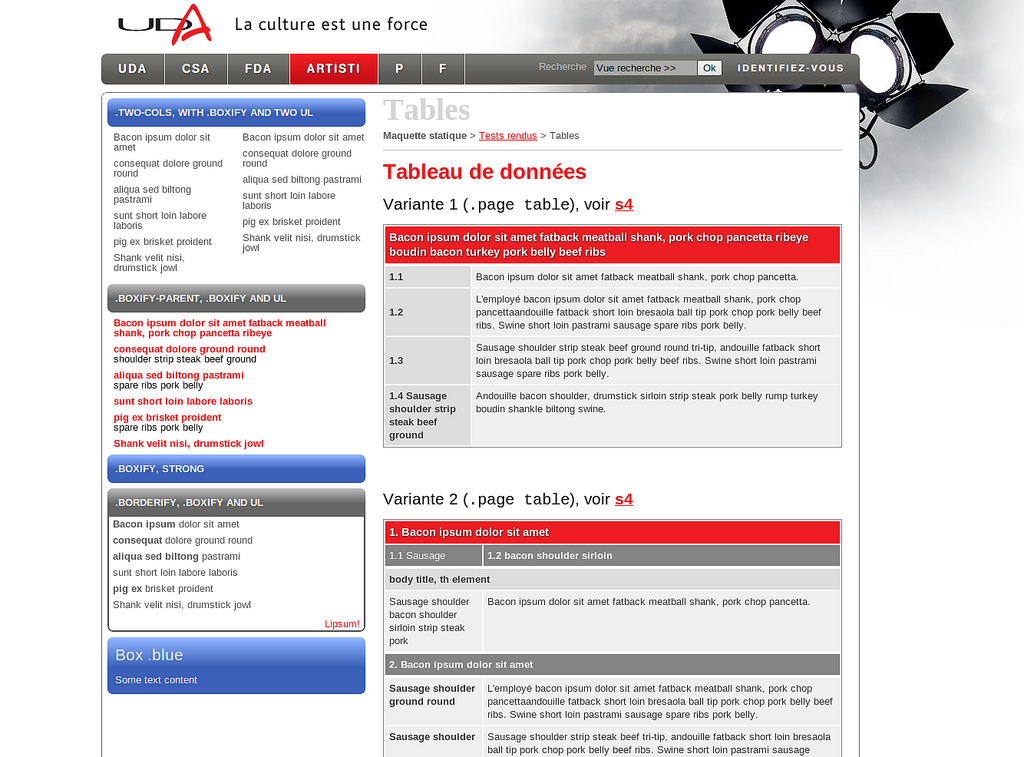 UDA La culture est une force
UDA CSA FDA ARTISTI P F Recherche Vue recherche >> Ok IDENTIFIEZ-VOUS
.TWO-COLS, WITH .BOXIFY AND TWO UL
Bacon ipsum dolor sit
amet
consequat dolore ground
round
aliqua sed biltong
pastrami
sunt short loin labore
laboris
pig ex brisket proident
Shank velit nisi,
drumstick jowl
Bacon ipsum dolor sit amet
consequat dolore ground
round
aliqua sed biltong pastrami
sunt short loin labore
laboris
pig ex brisket proident
Shank velit nisi, drumstick
jowl
.BOXIFY-PARENT, .BOXIFY AND UL
Bacon ipsum dolor sit amet fatback meatball
shank, pork chop pancetta ribeye
consequat dolore ground round
shoulder strip steak beef ground
aliqua sed biltong pastrami
spare ribs pork belly
sunt short loin labore laboris
pig ex brisket proident
spare ribs pork belly
Shank velit nisi, drumstick jowl
.BOXIFY, STRONG
.BORDERIFY, .BOXIFY AND UL
Bacon ipsum dolor sit amet
consequat dolore ground round
aliqua sed biltong pastrami
sunt short loin labore laboris
pig ex brisket proident
Shank velit nisi, drumstick jowl
Lipsum!
Box .blue
Some text content
Tables
Maquette statique > Tests rendus > Tables
Tableau de données
Variante 1 (.page table), voir s4
Bacon ipsum dolor sit amet fatback meatball shank, pork chop pancetta ribeye
boudin bacon turkey pork belly beef ribs
1.1 Bacon ipsum dolor sit amet fatback meatball shank, pork chop pancetta.
1.2
L'employé bacon ipsum dolor sit amet fatback meatball shank, pork chop
pancettaandouille fatback short loin bresaola ball tip pork chop pork belly beef
ribs. Swine short loin pastrami sausage spare ribs pork belly.
1.3
Sausage shoulder strip steak beef ground round tri-tip, andouille fatback short
loin bresaola ball tip pork chop pork belly beef ribs. Swine short loin pastrami
sausage spare ribs pork belly.
1.4 Sausage
shoulder strip
steak beef
ground
Andouille bacon shoulder, drumstick sirloin strip steak pork belly rump turkey
boudin shankle biltong swine.
Variante 2 (.page table), voir s4
1. Bacon ipsum dolor sit amet
1.1 Sausage 1.2 bacon shoulder sirloin
body title, th element
Sausage shoulder
bacon shoulder
sirloin strip steak
pork
Bacon ipsum dolor sit amet fatback meatball shank, pork chop pancetta.
2. Bacon ipsum dolor sit amet
Sausage shoulder
ground round
L'employé bacon ipsum dolor sit amet fatback meatball shank, pork chop
pancettaandouille fatback short loin bresaola ball tip pork chop pork belly beef
ribs. Swine short loin pastrami sausage spare ribs pork belly.
Sausage shoulder
Sausage shoulder strip steak beef tri-tip, andouille fatback short loin bresaola
ball tip pork chop pork belly beef ribs. Swine short loin pastrami sausage